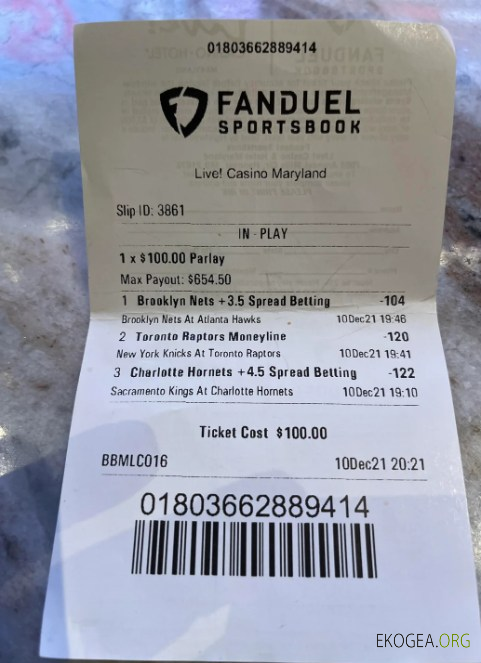 01803662889414
FANDUEL
SPORTSBOOK
Live! Casino Maryland
Slip ID: 3861
IN-PLAY
1 x $100.00 Parlay
Max Payout: $654.50
1 Brooklyn Nets +3.5 Spread Betting -104
Brooklyn Nets At Atlanta Hawks 10Dec21 19:46
2 Toronto Raptors Moneyline -120
New York Knicks At Toronto Raptors 10Dec21 19:41
3 Charlotte Hornets +4.5 Spread Betting -122
Sacramento Kings At Charlotte Hornets 10Dec21 19:10
Ticket Cost $100.00
BBMLC016 10Dec21 20:21
01803662889414
EKOGEA.ORG